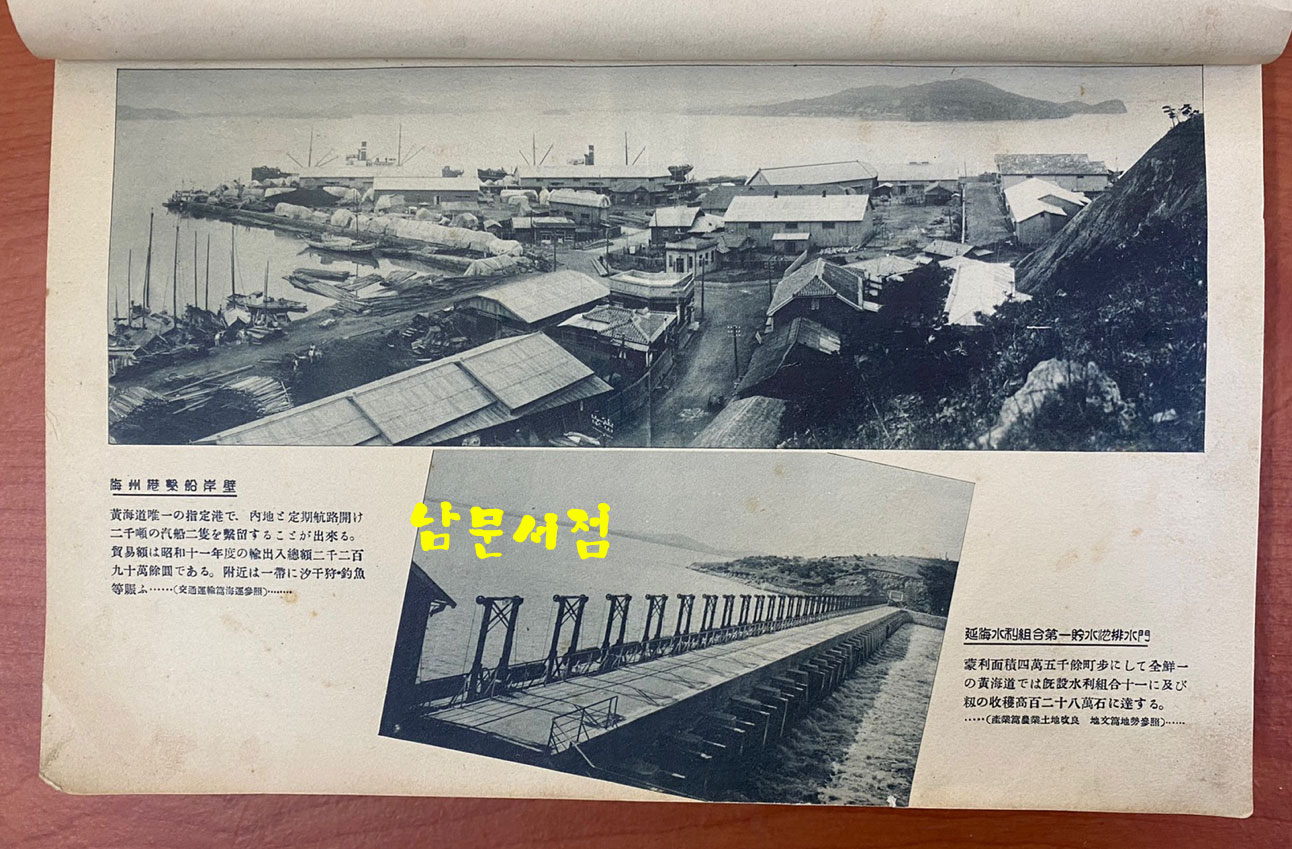 海州港繫船岸壁
黃海道唯一の指定港で、內地と定期航路開け
二千噸の汽船二隻を繫留することが出來る。
貿易額は昭和十一年度の輸出入總額二千二百
九十萬餘圓である。附近は一帶に汐干狩・釣魚
等賑ふ……(交通運輸篇海運參照)……
남문서점
延海水利組合第一貯水池排水門
蒙利面積四萬五千餘町步にして全鮮一
の黃海道では旣設水利組合十一に及び
籾の收穫高百二十八萬石に達する。
……(產業篇農業土地改良 地文篇地勢參照)……